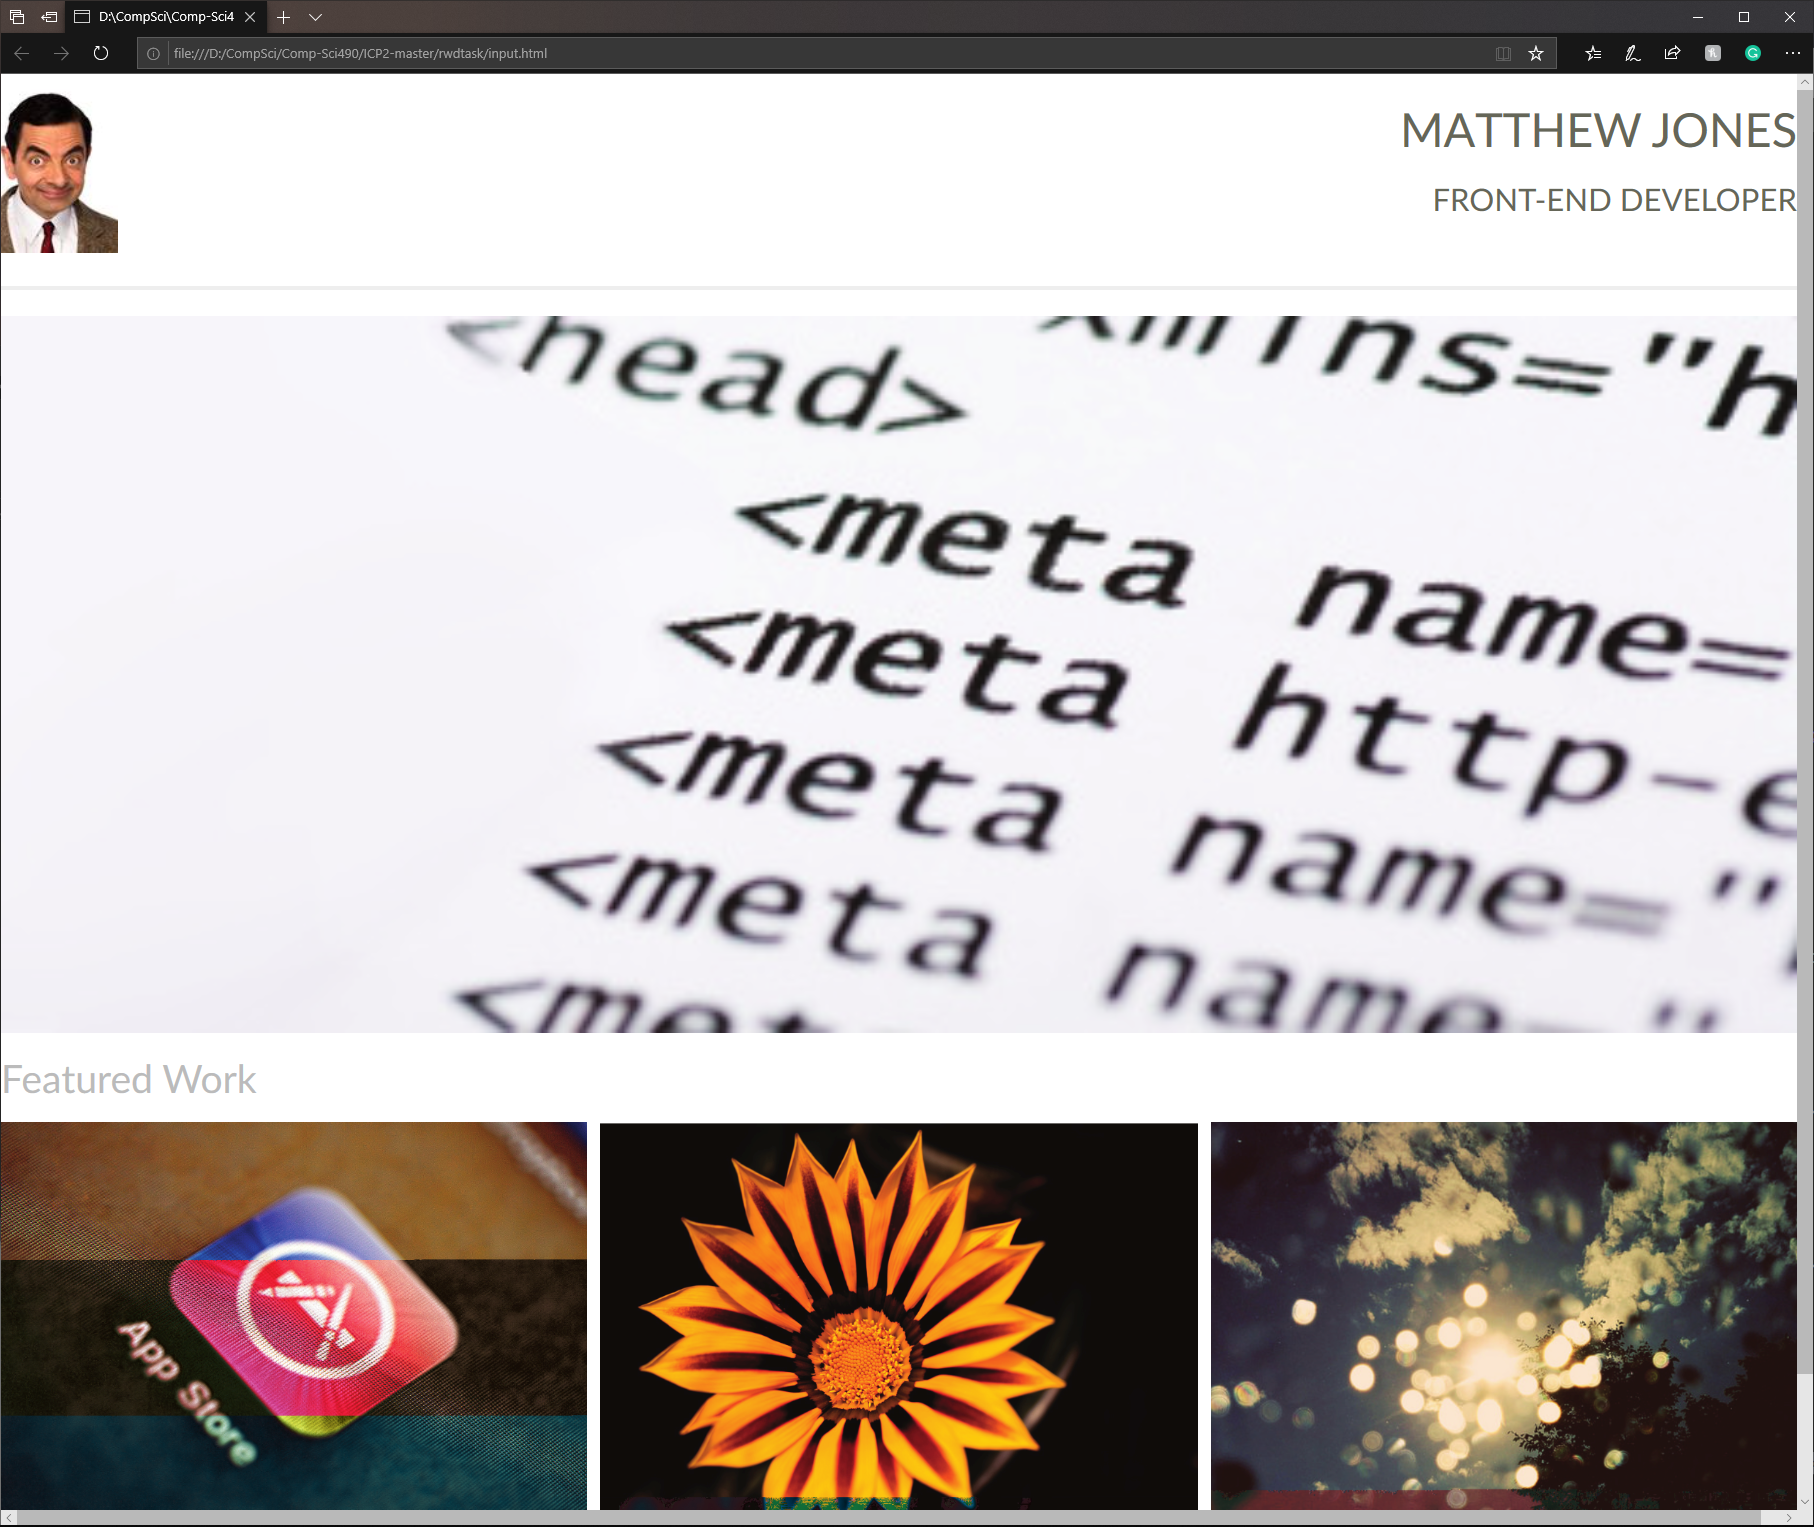 D:\CompSci\Comp-Sci4
file:///D:/CompSci/Comp-Sci490/ICP2-master/rwdtask/input.html
MATTHEW JONES
FRONT-END DEVELOPER
<head> xmlns="h
<meta name=
<meta http-e
<meta name="
<meta name="
<meta
Featured Work
App Store